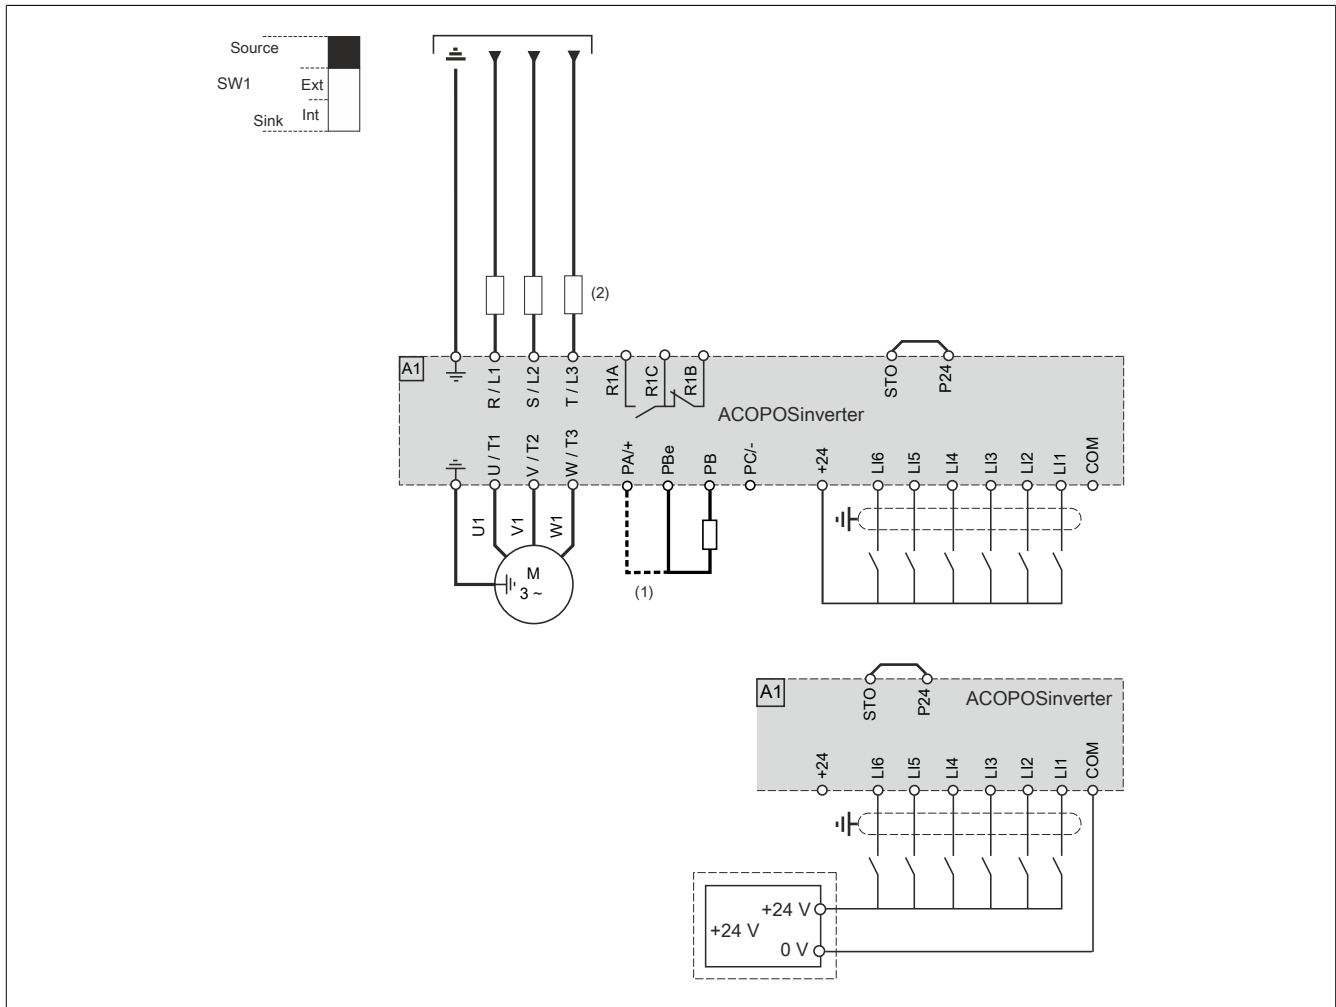 Source
SW1
Ext
Sink
Int
(2)
A1
R / L1
S / L2
T / L3
R1A
R1C
R1B
STO
P24
ACOPOSinverter
U / T1
V / T2
W / T3
PA/+
PBe
PB
PC/-
+24
LI6
LI5
LI4
LI3
LI2
LI1
COM
U1
V1
W1
M
3 ~
(1)
A1
STO
P24
ACOPOSinverter
+24
LI6
LI5
LI4
LI3
LI2
LI1
COM
+24 V
+24 V
0 V